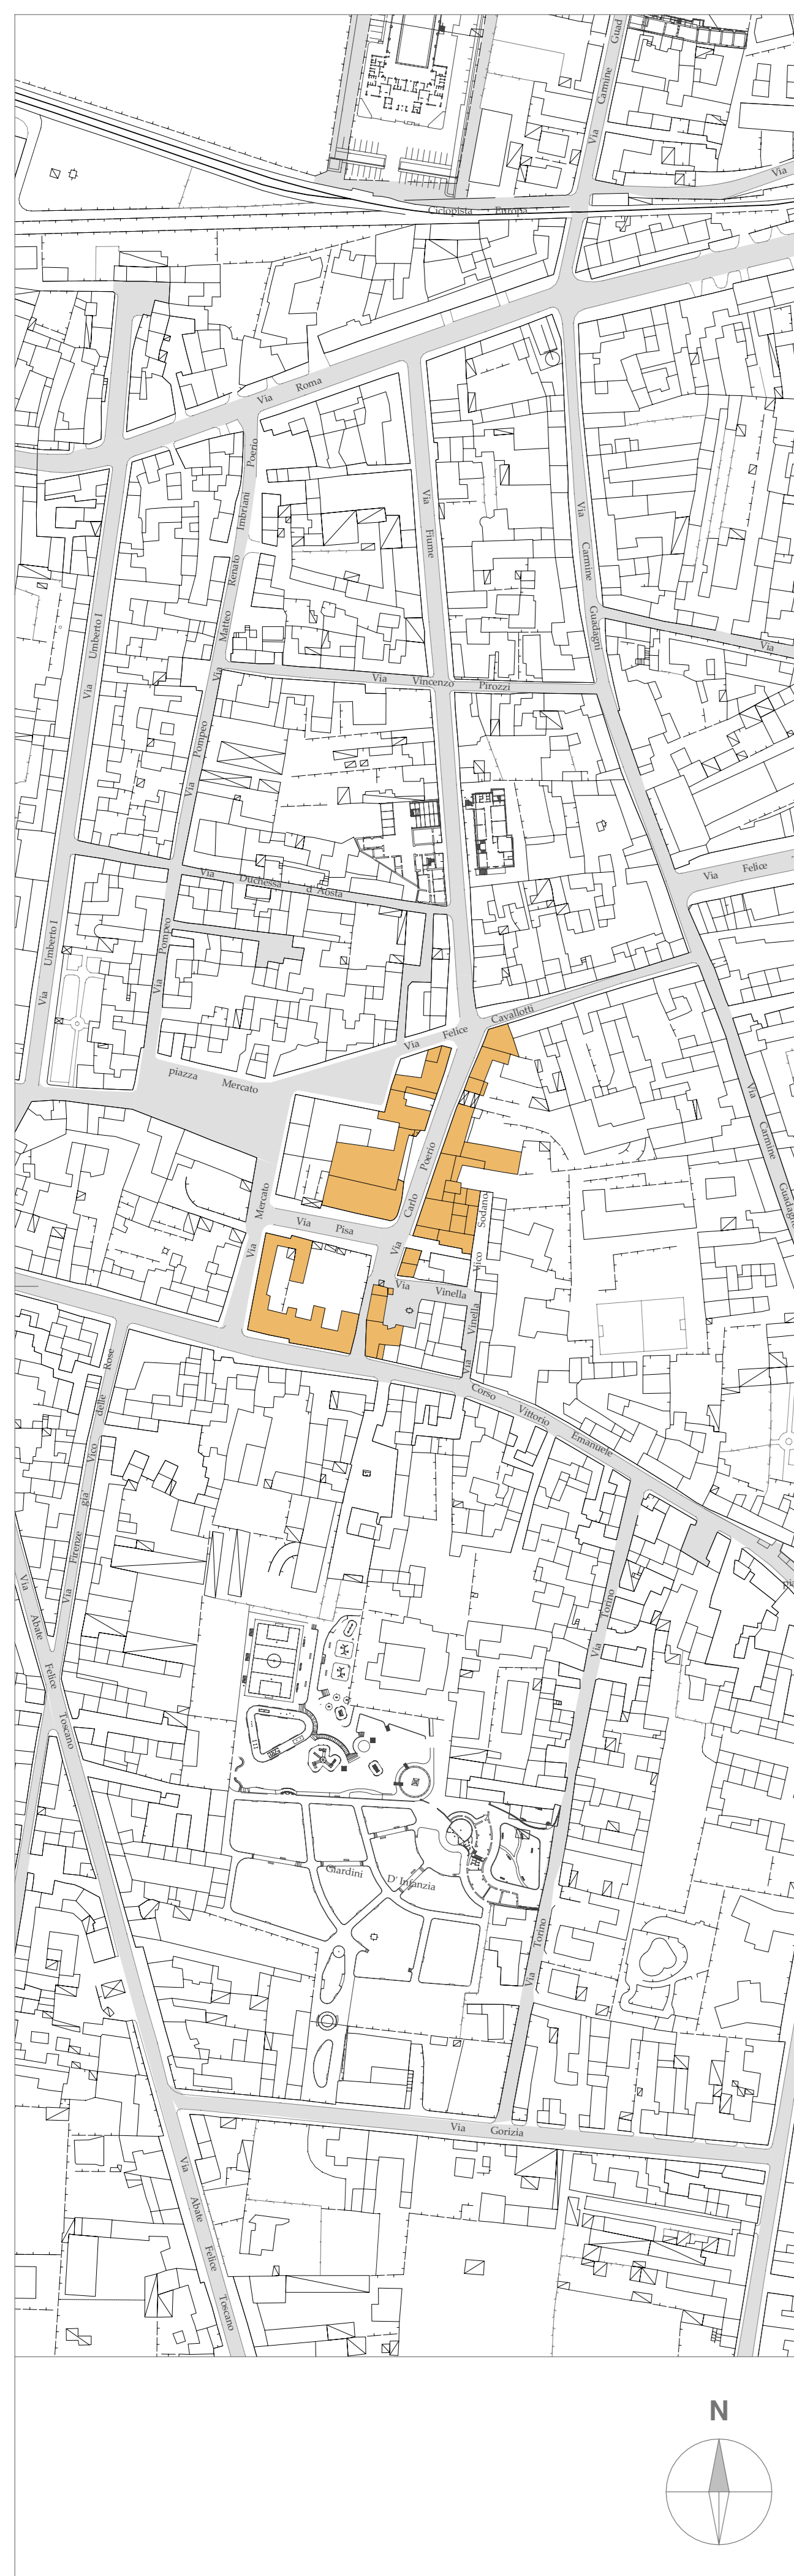 Guad
Carmine
Via
Via
Ciclopista Europa
Via Roma
Via Matteo Renato Imbriani Poerio
Via Fiume
Via Carmine Guadagni
Via Umberto I
Via
Via Vincenzo Pirozzi
Via Pompeo
Via Duchessa d' Aosta
Via Felice
Via Umberto I
Via Pompeo
Via Felice Cavallotti
piazza Mercato
Via Carmine Guadagni
Via Mercato
Via Pisa
Via Carlo Poerio
Vico Sodano
Via Vinella
Via Vinella
Corso Vittorio Emanuele
Via Firenze già Vico delle Rose
Via Abate Felice Toscano
Via Torino
Giardini D' Infanzia
Via Torino
Via Gorizia
Via Abate Felice Toscano
N